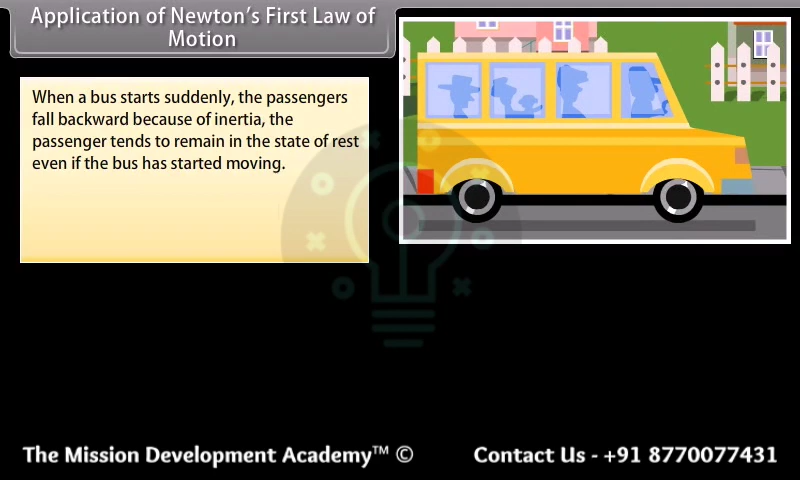 Application of Newton's First Law of
Motion
When a bus starts suddenly, the passengers
fall backward because of inertia, the
passenger tends to remain in the state of rest
even if the bus has started moving.
The Mission Development Academy™ ©
Contact Us - +91 8770077431